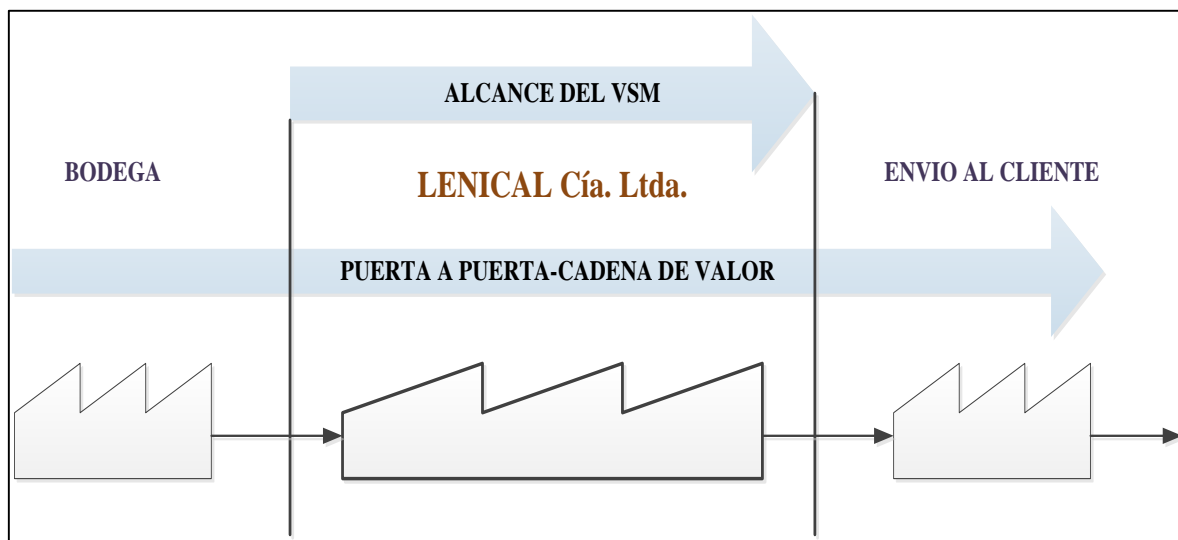 ALCANCE DEL VSM
BODEGA
LENICAL Cía. Ltda.
ENVIO AL CLIENTE
PUERTA A PUERTA-CADENA DE VALOR